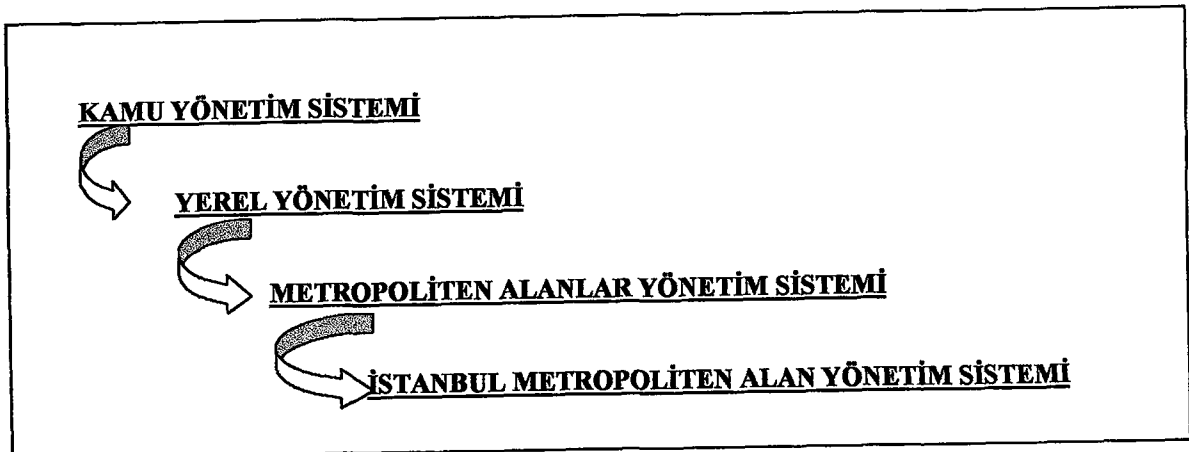 KAMU YÖNETİM SİSTEMİ
YEREL YÖNETİM SİSTEMİ
METROPOLİTEN ALANLAR YÖNETİM SİSTEMİ
İSTANBUL METROPOLİTEN ALAN YÖNETİM SİSTEMİ